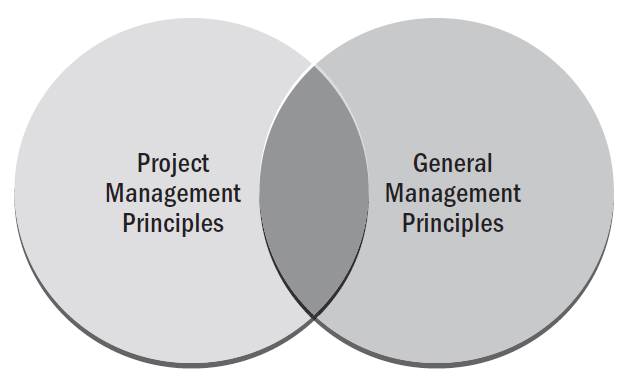 Project
Management
Principles
General
Management
Principles